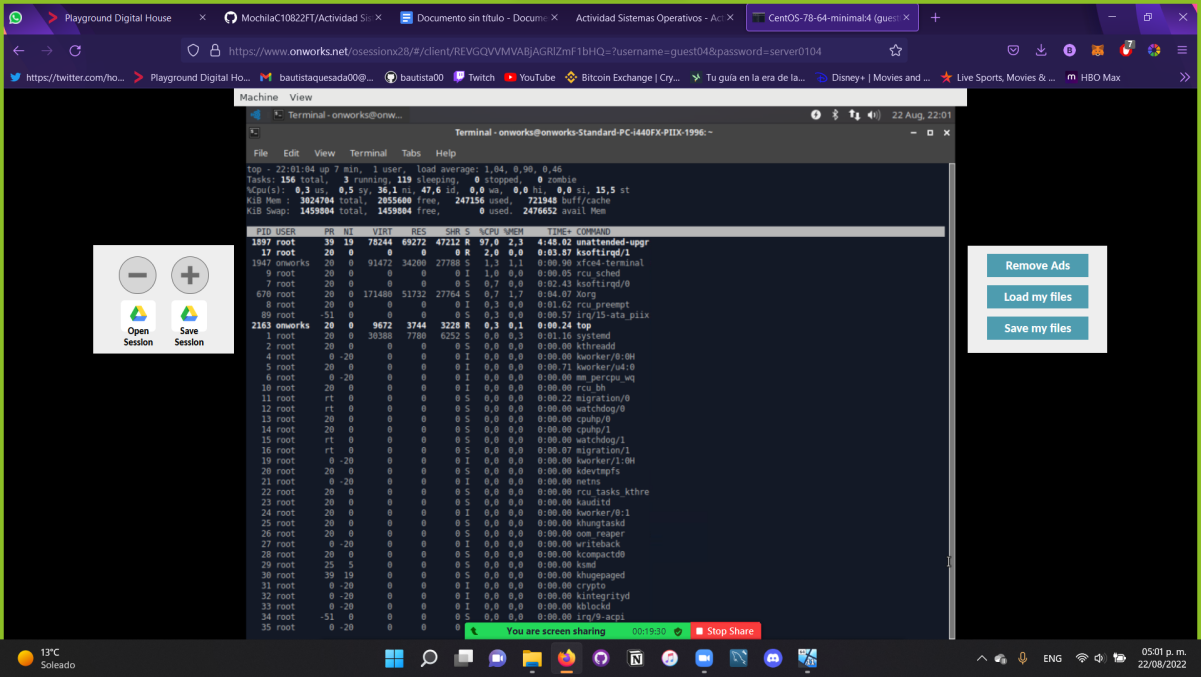 Playground Digital House
MochilaC10822FT/Actividad Sis
Documento sin título - Docume
Actividad Sistemas Operativos - Act
CentOS-78-64-minimal:4 (guest
https://www.onworks.net/osessionx28/#/client/REVGQVVMVABjAGRlZmF1bHQ=?username=guest04&password=server0104
7
https://twitter.com/ho...
Playground Digital Ho...
bautistaquesada00@...
bautista00
Twitch
YouTube
Bitcoin Exchange | Cry...
Tu guía en la era de la...
Disney+ | Movies and ...
Live Sports, Movies & ...
HBO Max
Machine View
Terminal - onworks@onw...
22 Aug, 22:01
Terminal - onworks@onworks-Standard-PC-i440FX-PIIX-1996: ~
File Edit View Terminal Tabs Help
top - 22:01:04 up 7 min, 1 user, load average: 1,04, 0,90, 0,46
Tasks: 156 total, 3 running, 119 sleeping, 0 stopped, 0 zombie
%Cpu(s): 0,3 us, 0,5 sy, 36,1 ni, 47,6 id, 0,0 wa, 0,0 hi, 0,0 si, 15,5 st
KiB Mem : 3024704 total, 2055600 free, 247156 used, 721948 buff/cache
KiB Swap: 1459804 total, 1459804 free, 0 used. 2476652 avail Mem
PID USER PR NI VIRT RES SHR S %CPU %MEM TIME+ COMMAND
1897 root 39 19 78244 69272 47212 R 97,0 2,3 4:48.02 unattended-upgr
17 root 20 0 0 0 0 R 2,0 0,0 0:03.87 ksoftirqd/1
1947 onworks 20 0 91472 34200 27788 S 1,3 1,1 0:00.90 xfce4-terminal
9 root 20 0 0 0 0 I 1,0 0,0 0:00.05 rcu_sched
7 root 20 0 0 0 0 S 0,7 0,0 0:02.43 ksoftirqd/0
670 root 20 0 171480 51732 27764 S 0,7 1,7 0:04.07 Xorg
8 root 20 0 0 0 0 I 0,3 0,0 0:01.62 rcu_preempt
89 root -51 0 0 0 0 S 0,3 0,0 0:00.57 irq/15-ata_piix
2163 onworks 20 0 9672 3744 3228 R 0,3 0,1 0:00.24 top
1 root 20 0 30388 7780 6252 S 0,0 0,3 0:01.16 systemd
2 root 20 0 0 0 0 S 0,0 0,0 0:00.00 kthreadd
4 root 0 -20 0 0 0 I 0,0 0,0 0:00.00 kworker/0:0H
5 root 20 0 0 0 0 I 0,0 0,0 0:00.71 kworker/u4:0
6 root 0 -20 0 0 0 I 0,0 0,0 0:00.00 mm_percpu_wq
10 root 20 0 0 0 0 I 0,0 0,0 0:00.00 rcu_bh
11 root rt 0 0 0 0 S 0,0 0,0 0:00.22 migration/0
12 root rt 0 0 0 0 S 0,0 0,0 0:00.00 watchdog/0
13 root 20 0 0 0 0 S 0,0 0,0 0:00.00 cpuhp/0
14 root 20 0 0 0 0 S 0,0 0,0 0:00.00 cpuhp/1
15 root rt 0 0 0 0 S 0,0 0,0 0:00.00 watchdog/1
16 root rt 0 0 0 0 S 0,0 0,0 0:00.07 migration/1
19 root 0 -20 0 0 0 I 0,0 0,0 0:00.00 kworker/1:0H
20 root 20 0 0 0 0 S 0,0 0,0 0:00.00 kdevtmpfs
21 root 0 -20 0 0 0 I 0,0 0,0 0:00.00 netns
22 root 20 0 0 0 0 S 0,0 0,0 0:00.00 rcu_tasks_kthre
23 root 20 0 0 0 0 S 0,0 0,0 0:00.00 kauditd
24 root 20 0 0 0 0 I 0,0 0,0 0:00.00 kworker/0:1
25 root 20 0 0 0 0 S 0,0 0,0 0:00.00 khungtaskd
26 root 20 0 0 0 0 S 0,0 0,0 0:00.00 oom_reaper
27 root 0 -20 0 0 0 I 0,0 0,0 0:00.00 writeback
28 root 20 0 0 0 0 S 0,0 0,0 0:00.00 kcompactd0
29 root 25 5 0 0 0 S 0,0 0,0 0:00.00 ksmd
30 root 39 19 0 0 0 S 0,0 0,0 0:00.00 khugepaged
31 root 0 -20 0 0 0 I 0,0 0,0 0:00.00 crypto
32 root 0 -20 0 0 0 I 0,0 0,0 0:00.00 kintegrityd
33 root 0 -20 0 0 0 I 0,0 0,0 0:00.00 kblockd
34 root -51 0 0 0 0 S 0,0 0,0 0:00.00 irq/9-acpi
35 root 0 -20 0 0
Open Session
Save Session
Remove Ads
Load my files
Save my files
You are screen sharing 00:19:30 Stop Share
13°C
Soleado
ENG
05:01 p. m.
22/08/2022